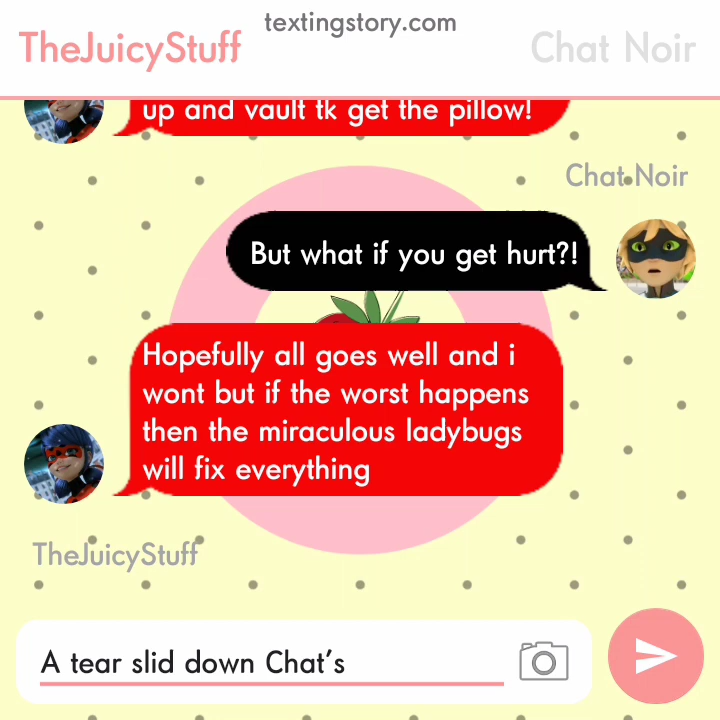 textingstory.com
TheJuicyStuff
Chat Noir
up and vault tk get the pillow!
Chat Noir
But what if you get hurt?!
Hopefully all goes well and i
wont but if the worst happens
then the miraculous ladybugs
will fix everything
TheJuicyStuff
A tear slid down Chat's